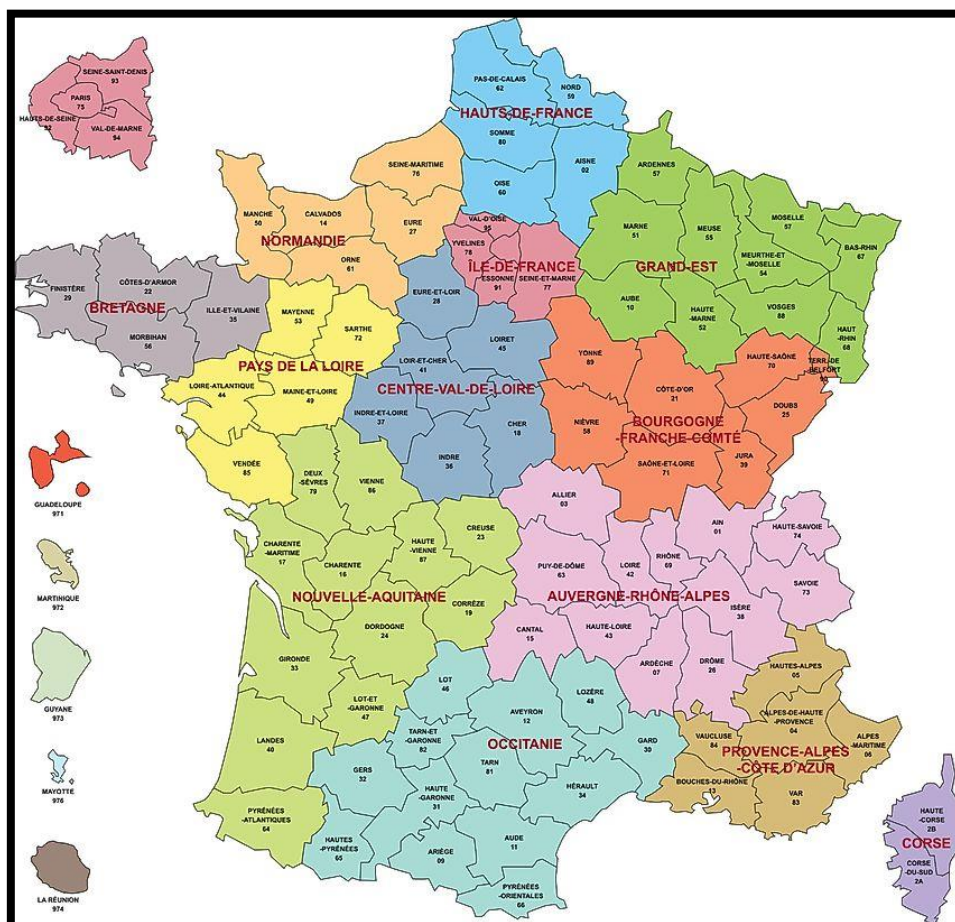 SEINE-SAINT-DENIS
93
PARIS
75
HAUTS-DE-SEINE
92
VAL-DE-MARNE
94
PAS-DE-CALAIS
62
NORD
59
HAUTS-DE-FRANCE
SOMME
80
AISNE
02
OISE
60
SEINE-MARITIME
76
MANCHE
50
CALVADOS
14
EURE
27
NORMANDIE
ORNE
61
VAL-D'OISE
95
YVELINES
78
ÎLE-DE-FRANCE
ESSONNE
91
SEINE-ET-MARNE
77
ARDENNES
57
MARNE
51
MEUSE
55
MOSELLE
57
BAS-RHIN
67
MEURTHE-ET
-MOSELLE
54
GRAND-EST
AUBE
10
HAUTE
-MARNE
52
VOSGES
88
HAUT
-RHIN
68
FINISTÈRE
29
CÔTES-D'ARMOR
22
BRETAGNE
ILLE-ET-VILAINE
35
MORBIHAN
56
MAYENNE
53
SARTHE
72
PAYS DE LA LOIRE
LOIRE-ATLANTIQUE
44
MAINE-ET-LOIRE
49
VENDÉE
85
EURE-ET-LOIR
28
LOIRET
45
LOIR-ET-CHER
41
CENTRE-VAL-DE-LOIRE
INDRE-ET-LOIRE
37
CHER
18
INDRE
36
YONNE
89
CÔTE-D'OR
21
HAUTE-SAÔNE
70
TERR.-DE
BELFORT
90
NIÈVRE
58
DOUBS
25
BOURGOGNE
-FRANCHE-COMTÉ
SAÔNE-ET-LOIRE
71
JURA
39
GUADELOUPE
971
MARTINIQUE
972
GUYANE
973
MAYOTTE
976
LA RÉUNION
974
DEUX
-SÈVRES
79
VIENNE
86
CHARENTE
-MARITIME
17
CHARENTE
16
HAUTE
-VIENNE
87
CREUSE
23
NOUVELLE-AQUITAINE
CORRÈZE
19
DORDOGNE
24
GIRONDE
33
LOT-ET
-GARONNE
47
LANDES
40
PYRÉNÉES
-ATLANTIQUES
64
ALLIER
03
PUY-DE-DÔME
63
LOIRE
42
RHÔNE
69
AIN
01
HAUTE-SAVOIE
74
SAVOIE
73
AUVERGNE-RHÔNE-ALPES
ISÈRE
38
CANTAL
15
HAUTE-LOIRE
43
ARDÈCHE
07
DRÔME
26
LOT
46
AVEYRON
12
LOZÈRE
48
TARN-ET
-GARONNE
82
OCCITANIE
GARD
30
GERS
32
TARN
81
HAUTE
-GARONNE
31
HÉRAULT
34
HAUTES
-PYRÉNÉES
65
ARIÈGE
09
AUDE
11
PYRÉNÉES
-ORIENTALES
66
HAUTES-ALPES
05
ALPES-DE-HAUTE
-PROVENCE
04
ALPES
-MARITIME
06
VAUCLUSE
84
PROVENCE-ALPES
-CÔTE D'AZUR
BOUCHES-DU-RHÔNE
13
VAR
83
HAUTE
-CORSE
2B
CORSE
CORSE
-DU-SUD
2A